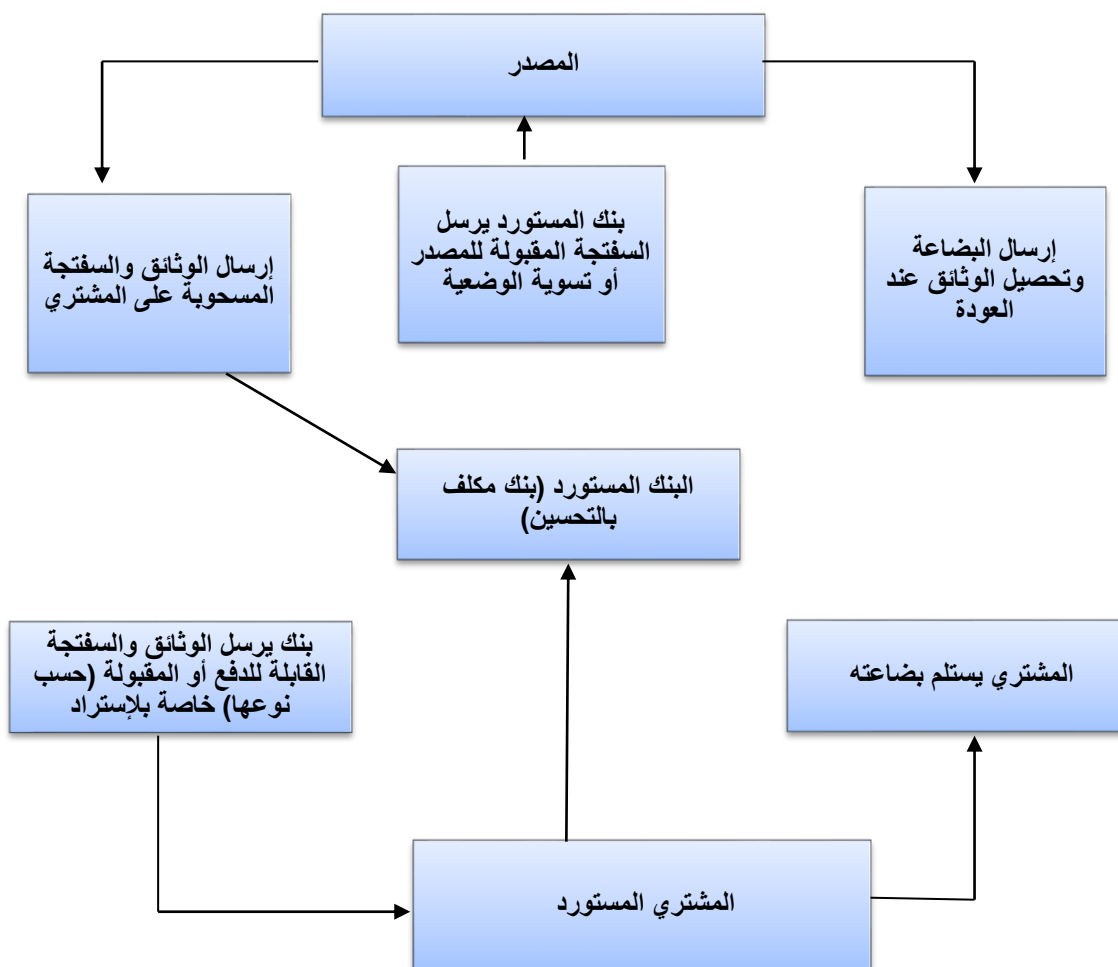 المصدر
إرسال البضاعة
وتحصيل الوثائق عند
العودة
بنك المستورد يرسل
السفتجة المقبولة للمصدر
أو تسوية الوضعية
إرسال الوثائق والسفتجة
المسحوبة على المشتري
البنك المستورد (بنك مكلف
بالتحسين)
المشتري يستلم بضاعته
بنك يرسل الوثائق والسفتجة
القابلة للدفع أو المقبولة (حسب
نوعها) خاصة بلإستراد
المشتري المستورد